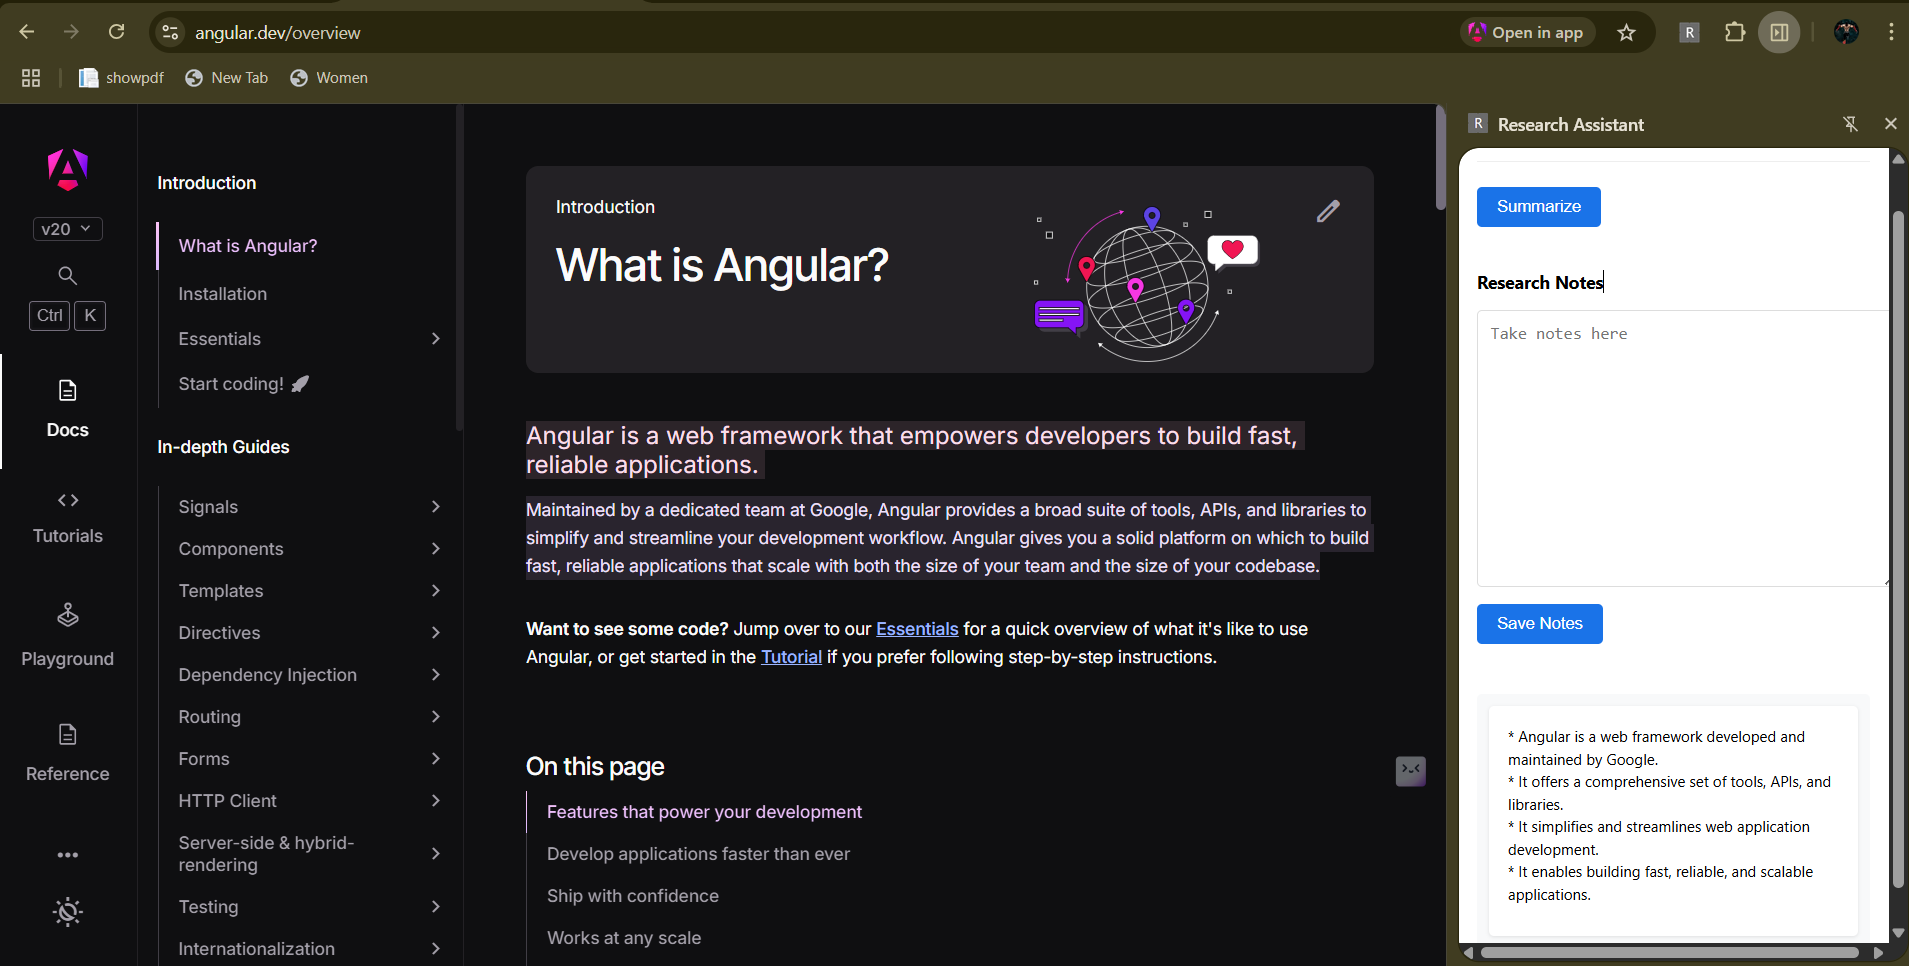 angular.dev/overview
Open in app
R
showpdf
New Tab
Women
v20
Ctrl
K
Docs
Tutorials
Playground
Reference
Introduction
What is Angular?
Installation
Essentials
Start coding!
In-depth Guides
Signals
Components
Templates
Directives
Dependency Injection
Routing
Forms
HTTP Client
Server-side & hybrid-
rendering
Testing
Internationalization
Introduction
What is Angular?
Angular is a web framework that empowers developers to build fast,
reliable applications.
Maintained by a dedicated team at Google, Angular provides a broad suite of tools, APIs, and libraries to
simplify and streamline your development workflow. Angular gives you a solid platform on which to build
fast, reliable applications that scale with both the size of your team and the size of your codebase.
Want to see some code? Jump over to our Essentials for a quick overview of what it's like to use
Angular, or get started in the Tutorial if you prefer following step-by-step instructions.
On this page
Features that power your development
Develop applications faster than ever
Ship with confidence
Works at any scale
R
Research Assistant
Summarize
Research Notes
Take notes here
Save Notes
* Angular is a web framework developed and
maintained by Google.
* It offers a comprehensive set of tools, APIs, and
libraries.
* It simplifies and streamlines web application
development.
* It enables building fast, reliable, and scalable
applications.